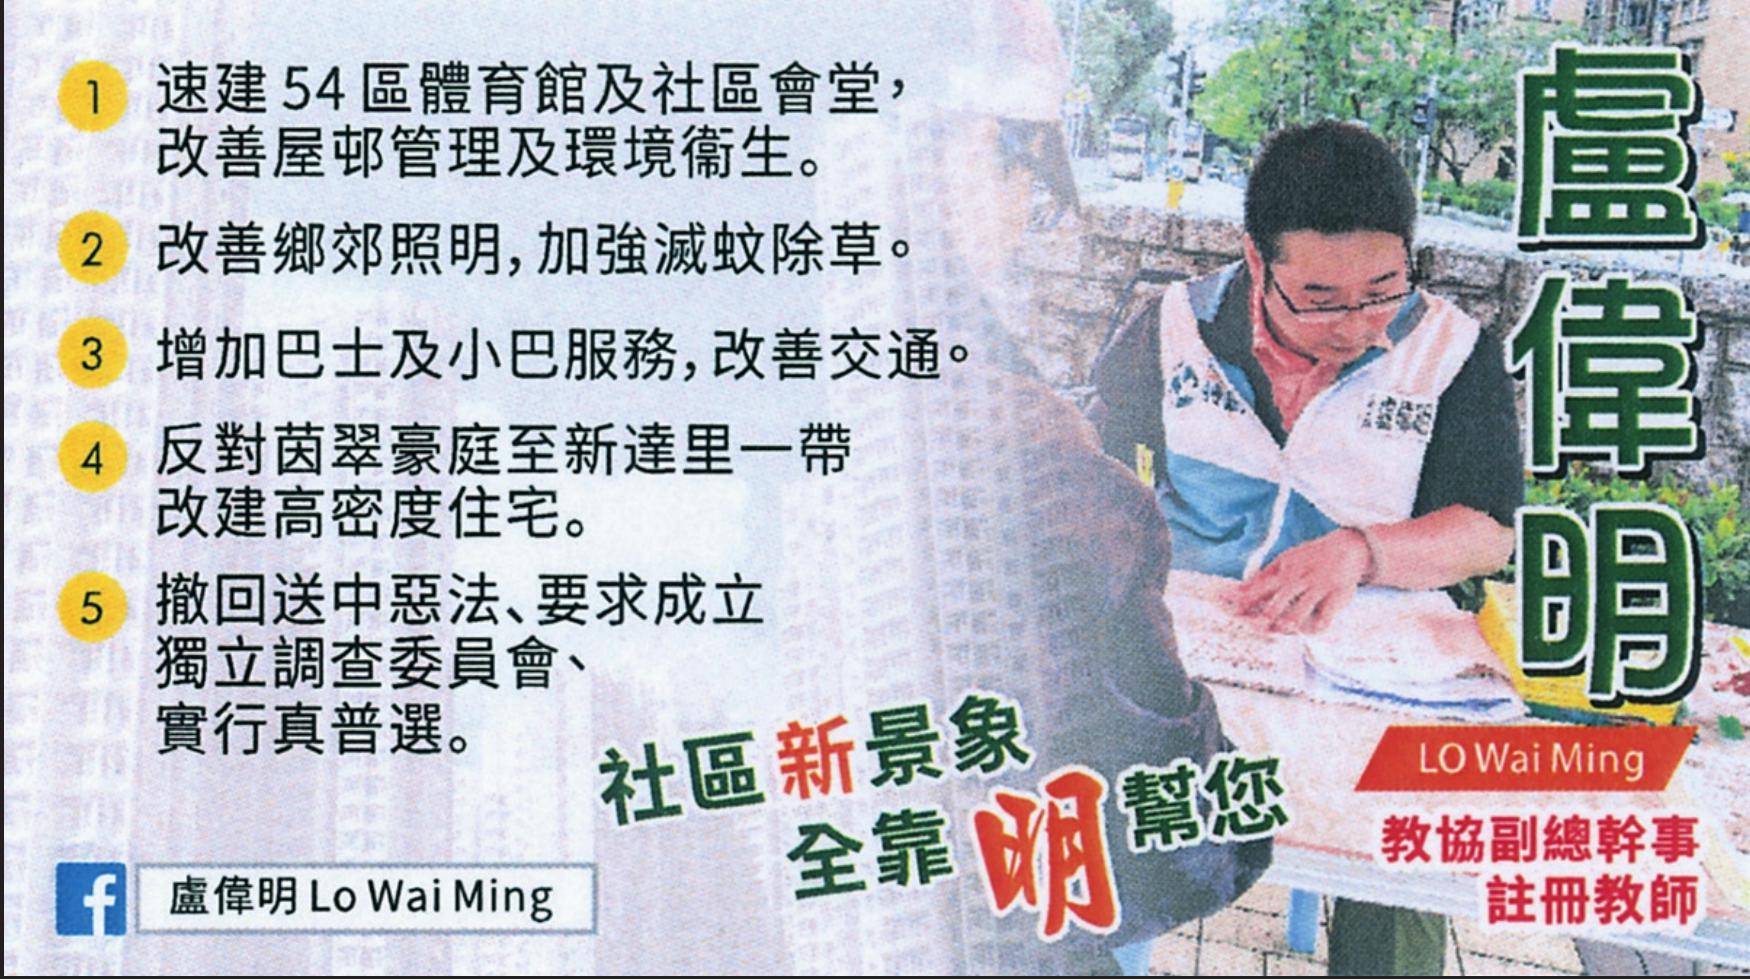 1 速建54區體育館及社區會堂，
改善屋邨管理及環境衞生。
2 改善鄉郊照明，加強滅蚊除草。
3 增加巴士及小巴服務，改善交通。
4 反對茵翠豪庭至新達里一帶
改建高密度住宅。
5 撤回送中惡法、要求成立
獨立調查委員會、
實行真普選。
社區新景象
全靠明幫您
f 盧偉明 Lo Wai Ming
盧偉明
LO Wai Ming
教協副總幹事
註冊教師